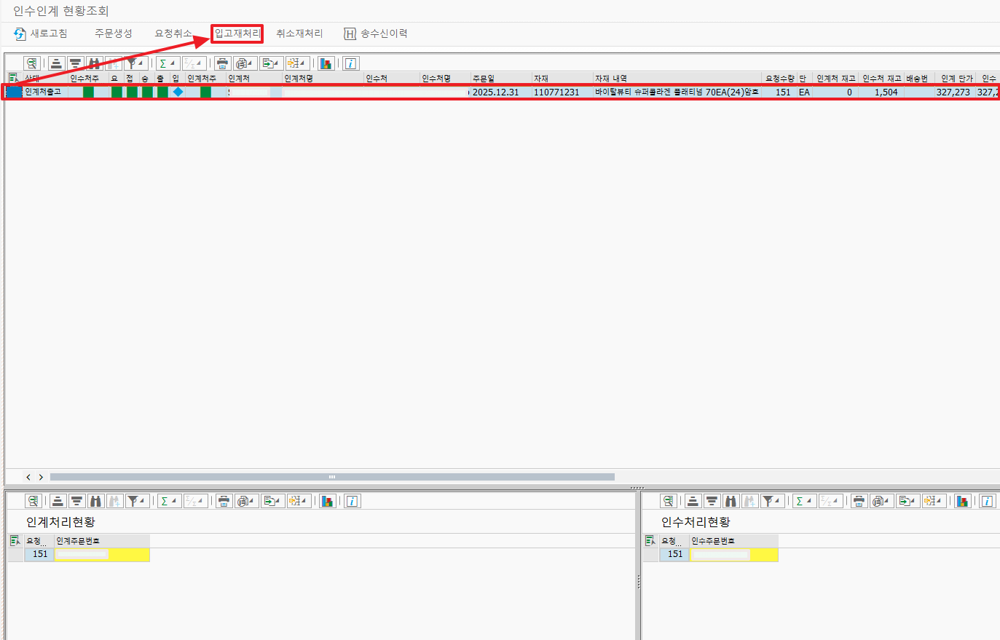 인수인계 현황조회
새로고침 주문생성 요청취소 입고재처리 취소재처리 송수신이력
상태 인수처주 요 접 승 출 입 인계처주 인계처 인계처명 인수처 인수처명 주문일 자재 자재 내역 요청수량 단 인계처 재고 인수처 재고 배송번 인계 단가 인수
인계처출고 2025.12.31 110771231 바이탈뷰티 슈퍼콜라겐 플래티넘 70EA(24)암호 151 EA 0 1,504 327,273 327,2
인계처리현황
요청... 인계주문번호
151
인수처리현황
요청... 인수주문번호
151